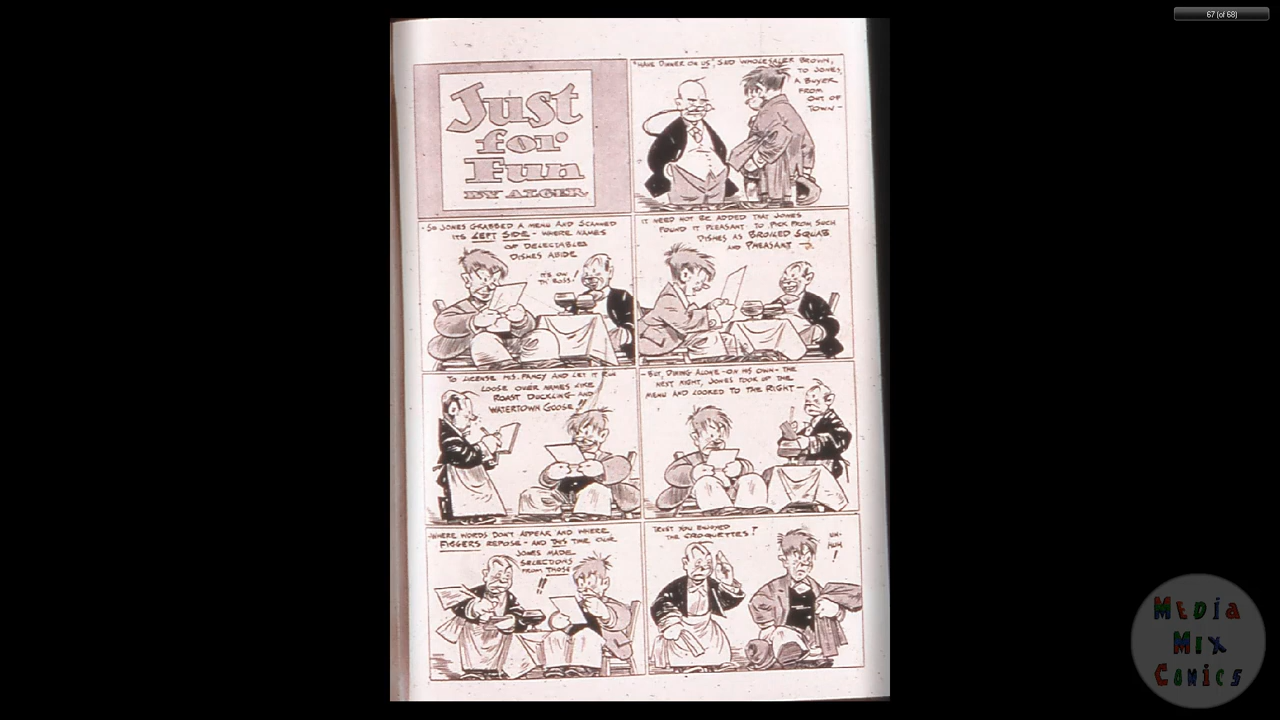 67 (of 68)
Just
for
Fun
BY ALGER
"HAVE DINNER ON US", SAID WHOLESALER BROWN,
TO JONES,
A BUYER
FROM
OUT OF
TOWN -
- SO JONES GRABBED A MENU AND SCANNED
ITS LEFT SIDE - WHERE NAMES
OF DELECTABLE
DISHES ABIDE
IT'S ON
TH' BOSS!
IT NEED NOT BE ADDED THAT JONES
FOUND IT PLEASANT TO PICK FROM SUCH
DISHES AS BROILED SQUAB
AND PHEASANT -
TO LICENSE HIS FANCY AND LET IT RUN
LOOSE OVER NAMES LIKE
ROAST DUCKLING - AND
WATERTOWN GOOSE!!
- BUT, DINING ALONE - ON HIS OWN - THE
NEXT NIGHT, JONES TOOK UP THE
MENU AND LOOKED TO THE RIGHT -
- WHERE WORDS DON'T APPEAR AND WHERE
FIGGERS REPOSE - AND THIS TIME OUR
JONES MADE
SELECTIONS
FROM THOSE
!!
TRUST YOU ENJOYED
THE CROQUETTES?
UH-
HUH
!
MEDiA
MiX
COMiCS